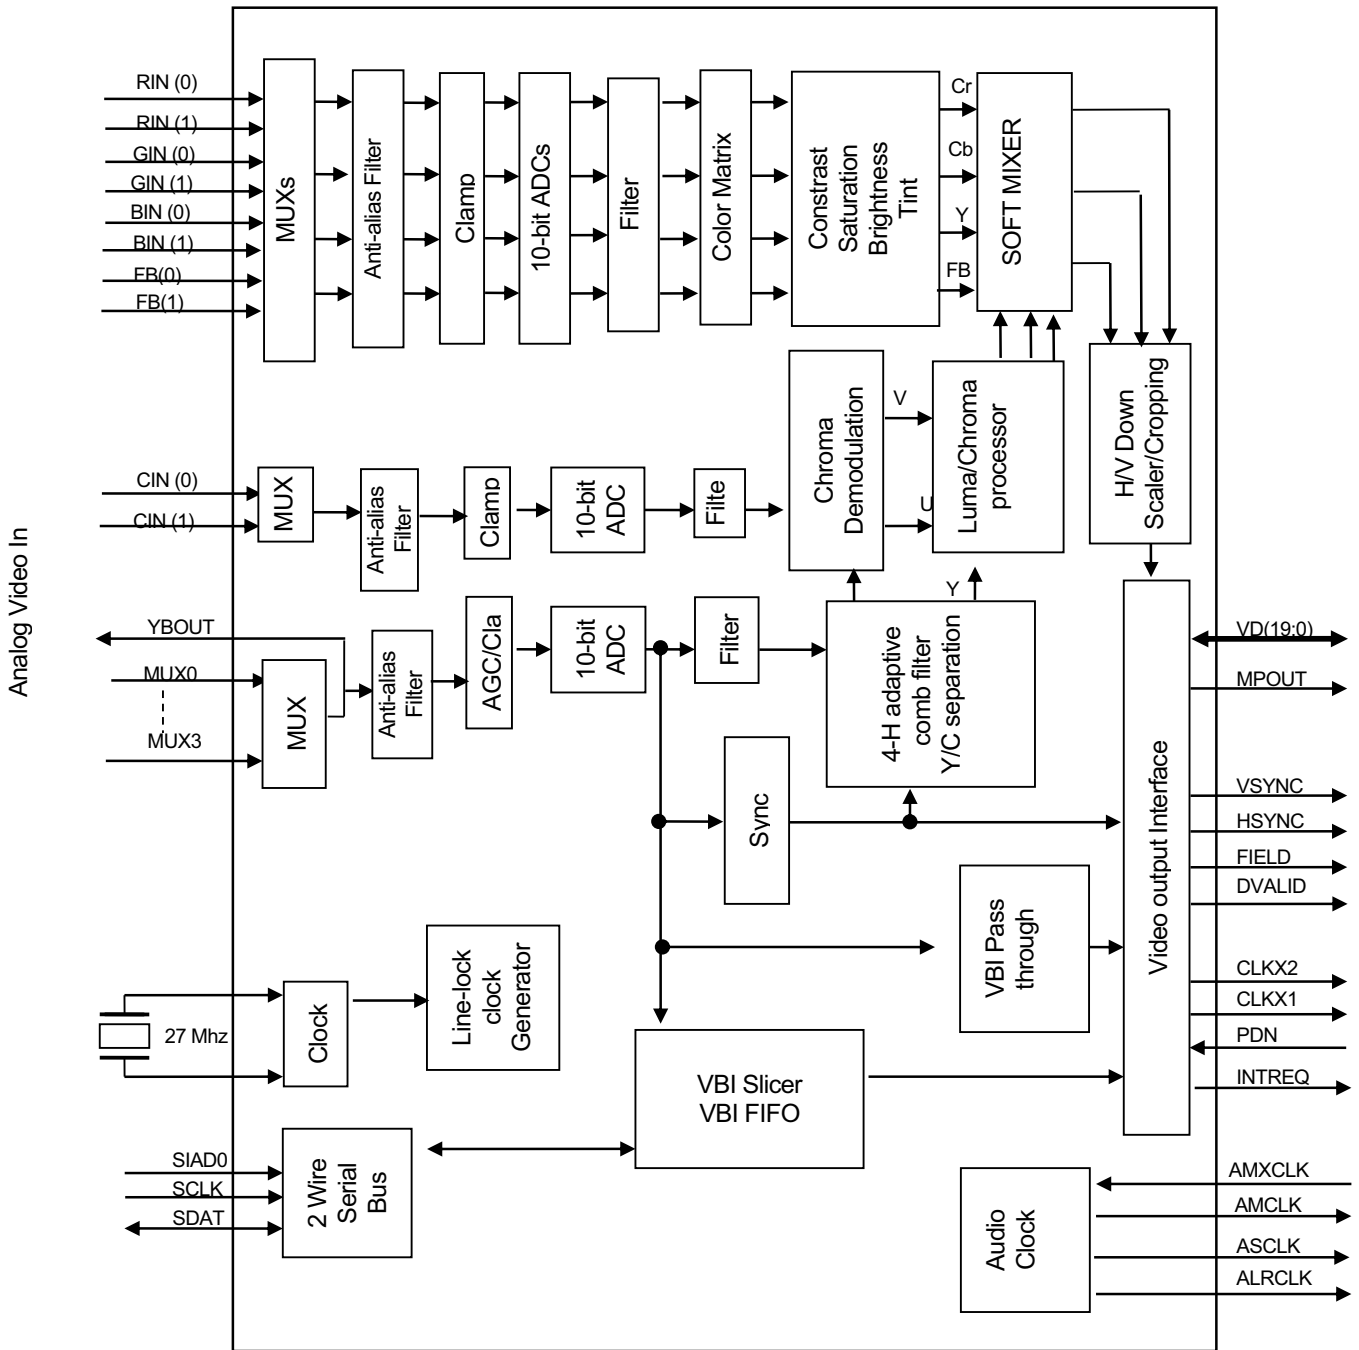 RIN (0)
RIN (1)
GIN (0)
GIN (1)
BIN (0)
BIN (1)
FB(0)
FB(1)
MUXs
Anti-alias Filter
Clamp
10-bit ADCs
Filter
Color Matrix
Constrast
Saturation
Brightness
Tint
Cr
Cb
Y
FB
SOFT MIXER
H/V Down
Scaler/Cropping
CIN (0)
CIN (1)
MUX
Anti-alias
Filter
Clamp
10-bit
ADC
Filte
Chroma
Demodulation
V
U
Luma/Chroma
processor
Analog Video In
YBOUT
MUX0
MUX3
MUX
Anti-alias
Filter
AGC/Cla
10-bit
ADC
Filter
4-H adaptive
comb filter
Y/C separation
Y
Sync
VBI Pass
through
Video output Interface
VD(19:0)
MPOUT
VSYNC
HSYNC
FIELD
DVALID
CLKX2
CLKX1
PDN
INTREQ
27 Mhz
Clock
Line-lock
clock
Generator
VBI Slicer
VBI FIFO
SIAD0
SCLK
SDAT
2 Wire
Serial
Bus
Audio
Clock
AMXCLK
AMCLK
ASCLK
ALRCLK